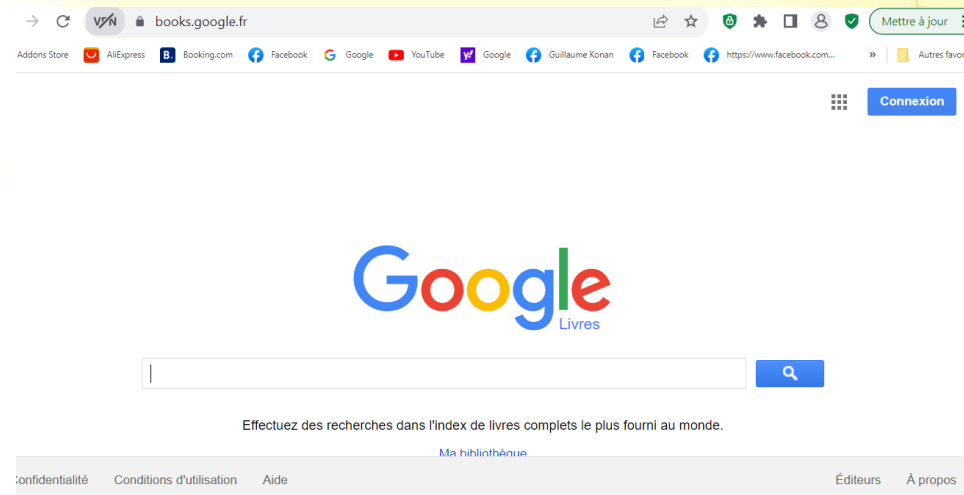 VPN books.google.fr Mettre à jour
Addons Store AliExpress B. Booking.com Facebook G Google YouTube y! Google Guillaume Konan Facebook https://www.facebook.com... » Autres favor
Connexion
Google
Livres
Effectuez des recherches dans l'index de livres complets le plus fourni au monde.
Ma bibliothèque
onfidentialité Conditions d'utilisation Aide Éditeurs À propos